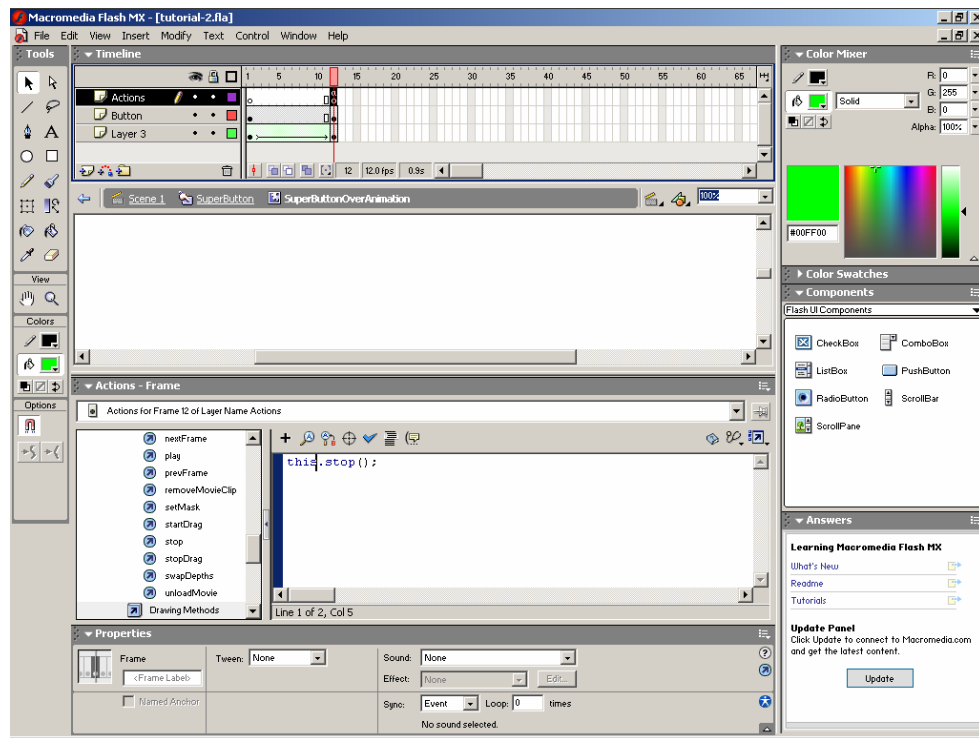 Macromedia Flash MX - [tutorial-2.fla]
File Edit View Insert Modify Text Control Window Help
Tools
Timeline
1 5 10 15 20 25 30 35 40 45 50 55 60 65
Actions
Button
Layer 3
12 12.0 fps 0.9s
Scene 1 SuperButton SuperButtonOverAnimation 100%
View
Colors
Options
Actions - Frame
Actions for Frame 12 of Layer Name Actions
nextFrame
play
prevFrame
removeMovieClip
setMask
startDrag
stop
stopDrag
swapDepths
unloadMovie
Drawing Methods
this.stop();
Line 1 of 2, Col 5
Properties
Frame
<Frame Label>
Named Anchor
Tween: None
Sound: None
Effect: None Edit...
Sync: Event Loop: 0 times
No sound selected.
Color Mixer
Solid
R: 0
G: 255
B: 0
Alpha: 100%
#00FF00
Color Swatches
Components
Flash UI Components
CheckBox ComboBox
ListBox PushButton
RadioButton ScrollBar
ScrollPane
Answers
Learning Macromedia Flash MX
What's New
Readme
Tutorials
Update Panel
Click Update to connect to Macromedia.com
and get the latest content.
Update